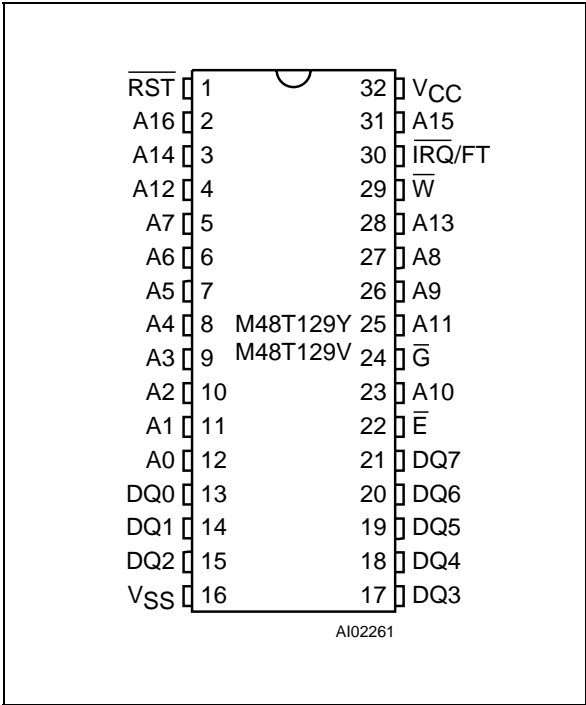 R̅S̅T̅ 1 32 VCC
A16 2 31 A15
A14 3 30 I̅R̅Q̅/FT
A12 4 29 W̅
A7 5 28 A13
A6 6 27 A8
A5 7 26 A9
A4 8 M48T129Y 25 A11
A3 9 M48T129V 24 G̅
A2 10 23 A10
A1 11 22 E̅
A0 12 21 DQ7
DQ0 13 20 DQ6
DQ1 14 19 DQ5
DQ2 15 18 DQ4
VSS 16 17 DQ3
AI02261